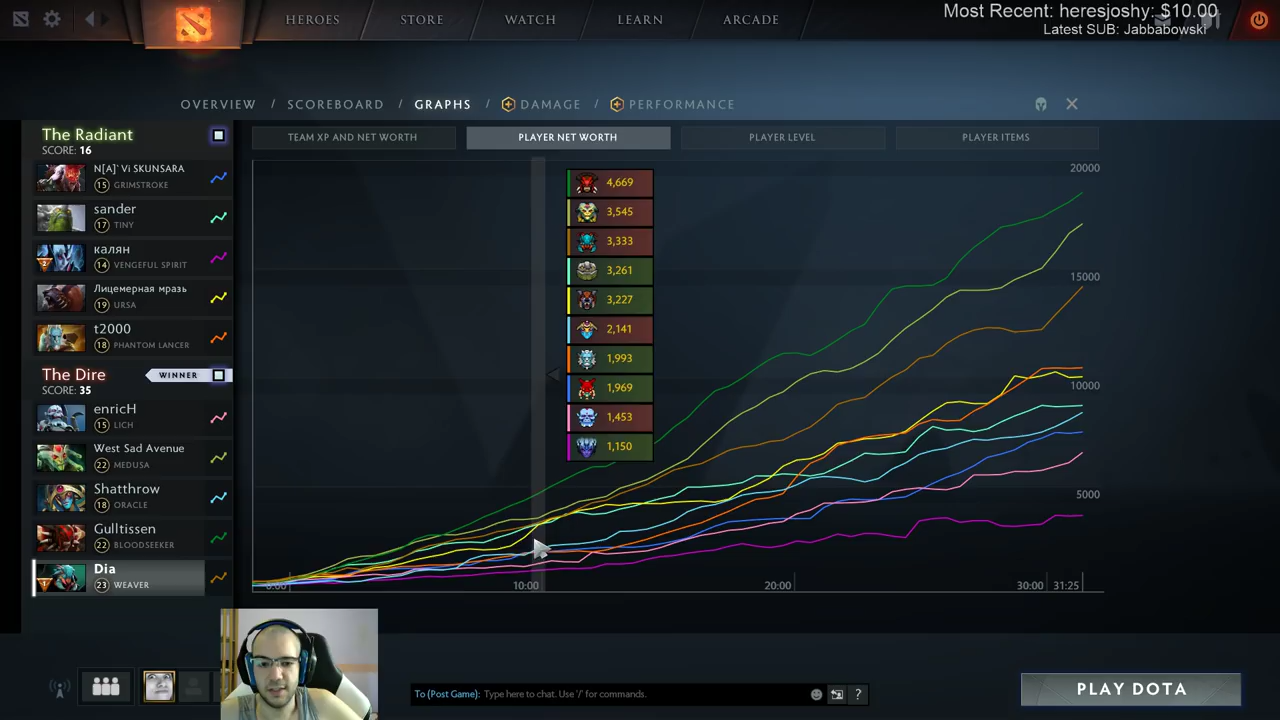 HEROES STORE WATCH LEARN ARCADE
Most Recent: heresjoshy: $10.00
Latest SUB: Jabbabowski
OVERVIEW / SCOREBOARD / GRAPHS / DAMAGE / PERFORMANCE
TEAM XP AND NET WORTH PLAYER NET WORTH PLAYER LEVEL PLAYER ITEMS
The Radiant
SCORE: 16
N[A]'Vi SKUNSARA
15 GRIMSTROKE
sander
17 TINY
калян
2 14 VENGEFUL SPIRIT
Лицемерная мразь
19 URSA
t2000
18 PHANTOM LANCER
The Dire WINNER
SCORE: 35
enricH
15 LICH
West Sad Avenue
22 MEDUSA
Shatthrow
18 ORACLE
Gulltissen
22 BLOODSEEKER
Dia
1 23 WEAVER
4,669
3,545
3,333
3,261
3,227
2,141
1,993
1,969
1,453
1,150
20000
15000
10000
5000
0:00 10:00 20:00 30:00 31:25
To (Post Game): Type here to chat. Use '/' for commands. ?
PLAY DOTA